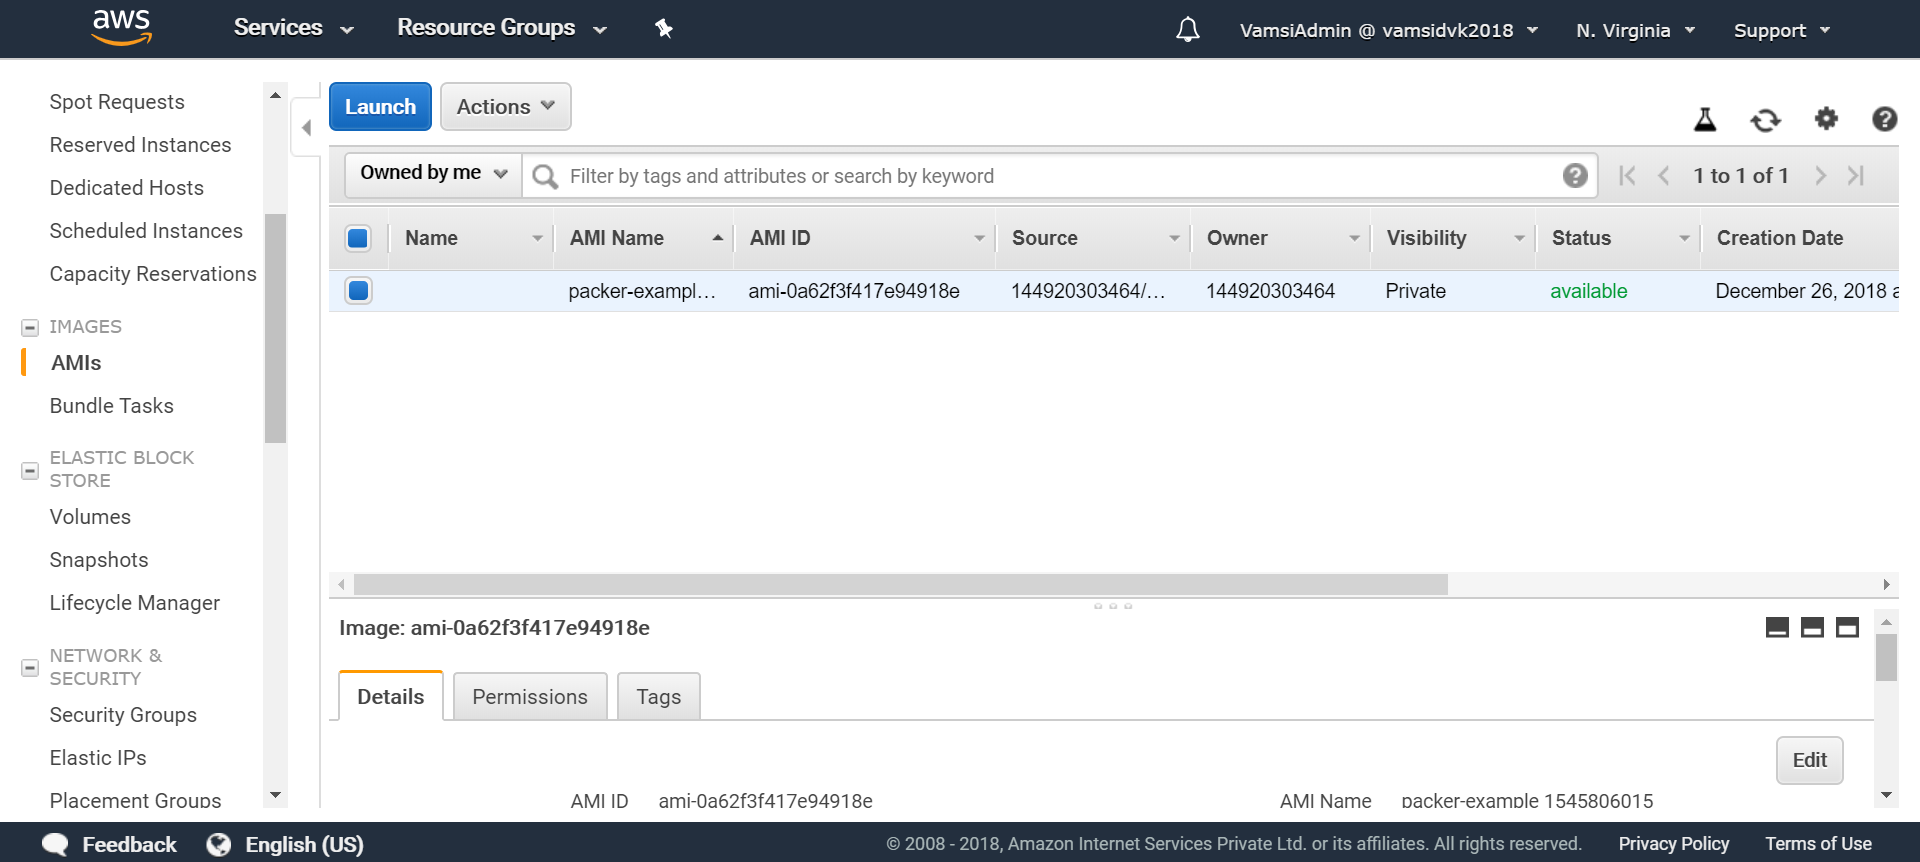 aws
Services
Resource Groups
VamsiAdmin @ vamsidvk2018
N. Virginia
Support
Spot Requests
Reserved Instances
Dedicated Hosts
Scheduled Instances
Capacity Reservations
IMAGES
AMIs
Bundle Tasks
ELASTIC BLOCK
STORE
Volumes
Snapshots
Lifecycle Manager
NETWORK &
SECURITY
Security Groups
Elastic IPs
Placement Groups
Launch
Actions
Owned by me
Filter by tags and attributes or search by keyword
1 to 1 of 1
Name AMI Name AMI ID Source Owner Visibility Status Creation Date
packer-exampl... ami-0a62f3f417e94918e 144920303464/... 144920303464 Private available December 26, 2018 a
Image: ami-0a62f3f417e94918e
Details Permissions Tags
Edit
AMI ID ami-0a62f3f417e94918e AMI Name packer-example 1545806015
Feedback English (US) © 2008 - 2018, Amazon Internet Services Private Ltd. or its affiliates. All rights reserved. Privacy Policy Terms of Use